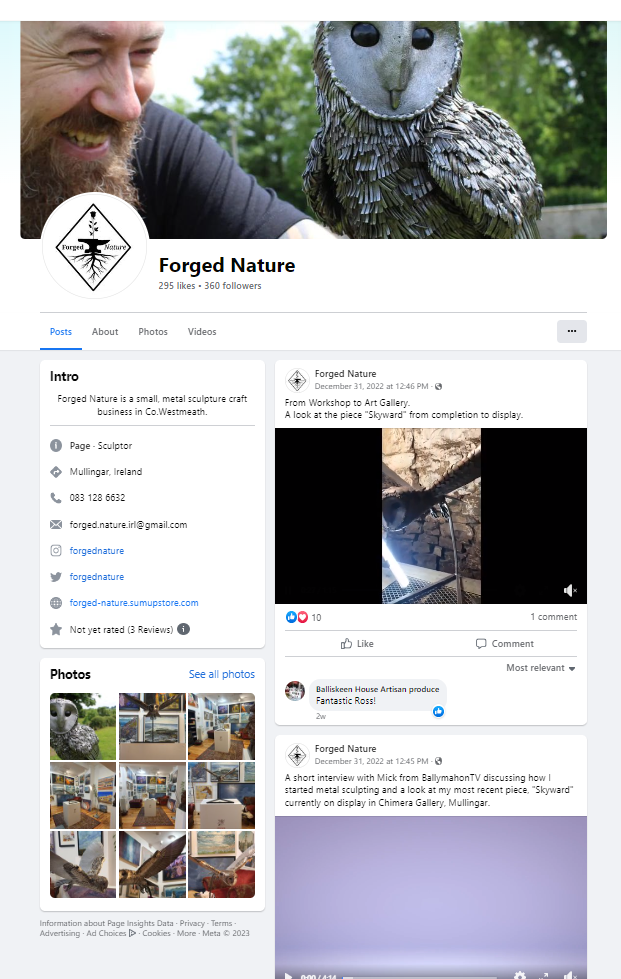 Forged Nature
Forged Nature
295 likes • 360 followers
Posts
About
Photos
Videos
Intro
Forged Nature is a small, metal sculpture craft
business in Co.Westmeath.
Page · Sculptor
Mullingar, Ireland
083 128 6632
forged.nature.irl@gmail.com
forgednature
forgednature
forged-nature.sumupstore.com
Not yet rated (3 Reviews)
Photos
See all photos
Information about Page Insights Data · Privacy · Terms ·
Advertising · Ad Choices · Cookies · More · Meta © 2023
Forged Nature
December 31, 2022 at 12:46 PM ·
From Workshop to Art Gallery.
A look at the piece "Skyward" from completion to display.
10
1 comment
Like
Comment
Most relevant
Balliskeen House Artisan produce
Fantastic Ross!
2w
Forged Nature
December 31, 2022 at 12:45 PM ·
A short interview with Mick from BallymahonTV discussing how I
started metal sculpting and a look at my most recent piece, "Skyward"
currently on display in Chimera Gallery, Mullingar.
0:00 / 4:14